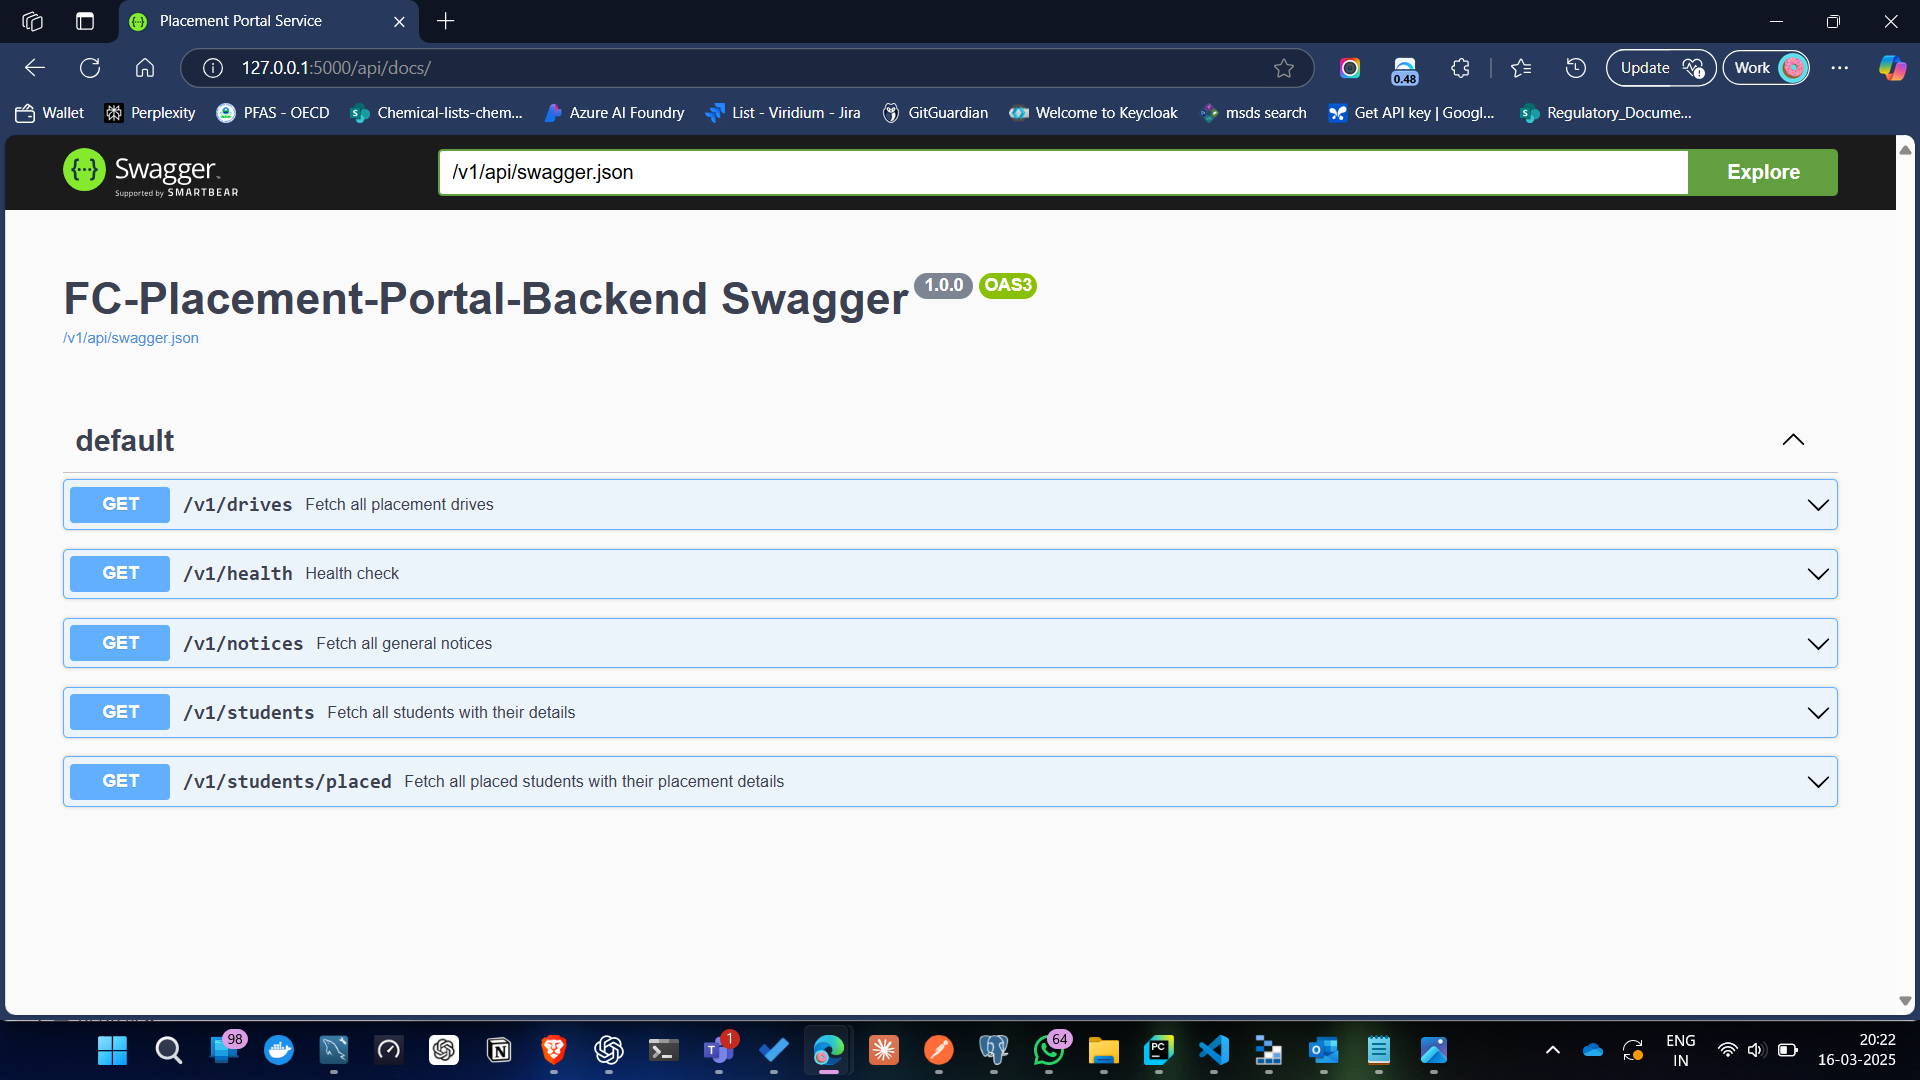 Placement Portal Service
127.0.0.1:5000/api/docs/
0.48
Update
Work
Wallet
Perplexity
PFAS - OECD
Chemical-lists-chem...
Azure AI Foundry
List - Viridium - Jira
GitGuardian
Welcome to Keycloak
msds search
Get API key | Googl...
Regulatory_Docume...
Swagger.
Supported by SMARTBEAR
/v1/api/swagger.json
Explore
FC-Placement-Portal-Backend Swagger 1.0.0 OAS3
/v1/api/swagger.json
default
GET /v1/drives Fetch all placement drives
GET /v1/health Health check
GET /v1/notices Fetch all general notices
GET /v1/students Fetch all students with their details
GET /v1/students/placed Fetch all placed students with their placement details
98
1
64
PC
ENG
IN
20:22
16-03-2025